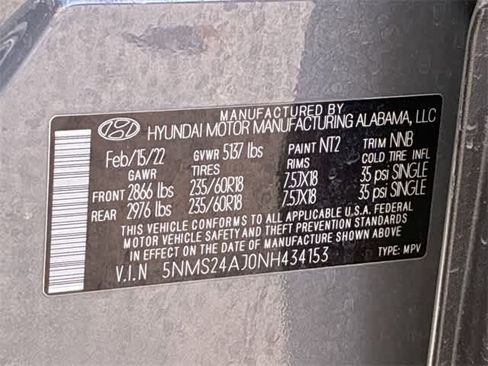 MANUFACTURED BY
HYUNDAI MOTOR MANUFACTURING ALABAMA, LLC
Feb/15/22 GVWR 5137 lbs PAINT NT2 TRIM NNB
GAWR TIRES RIMS COLD TIRE INFL
FRONT 2866 lbs 235/60R18 7.5JX18 35 psi SINGLE
REAR 2976 lbs 235/60R18 7.5JX18 35 psi SINGLE
THIS VEHICLE CONFORMS TO ALL APPLICABLE U.S.A. FEDERAL
MOTOR VEHICLE SAFETY AND THEFT PREVENTION STANDARDS
IN EFFECT ON THE DATE OF MANUFACTURE SHOWN ABOVE.
V.I.N 5NMS24AJ0NH434153 TYPE: MPV